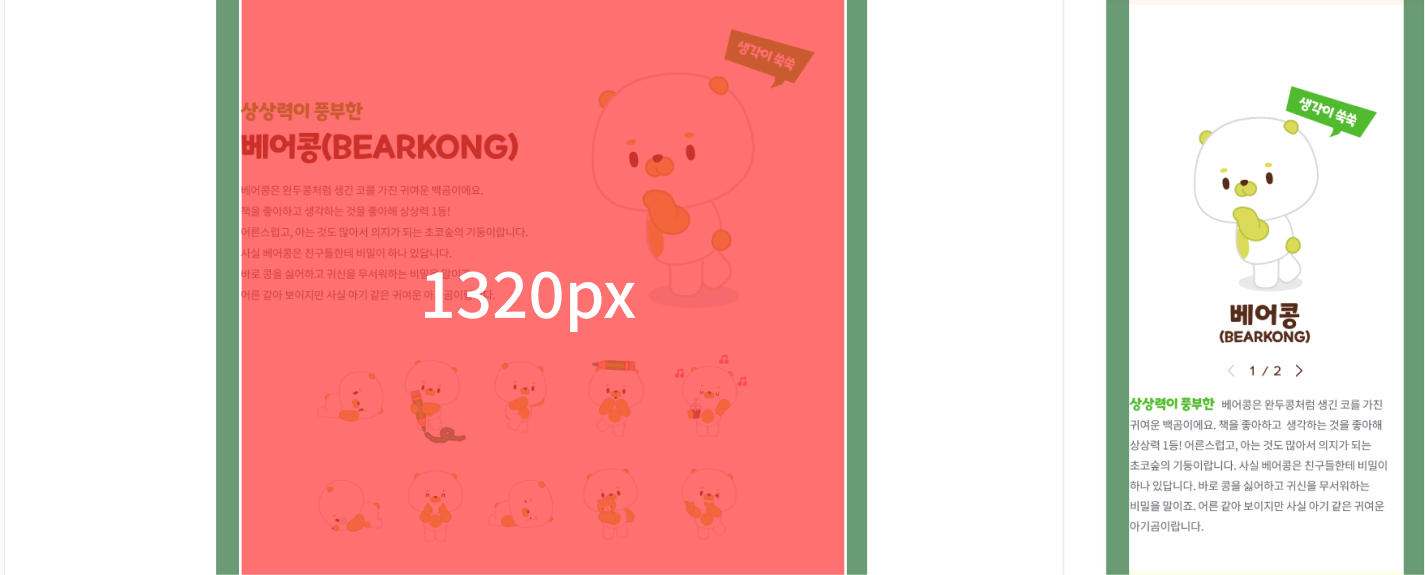 생각이 쑥쑥
상상력이 풍부한
베어콩(BEARKONG)
베어콩은 완두콩처럼 생긴 코를 가진 귀여운 백곰이에요.
책을 좋아하고 생각하는 것을 좋아해 상상력 1등!
어른스럽고, 아는 것도 많아서 의지가 되는 초코숲의 기둥이랍니다.
사실 베어콩은 친구들한테 비밀이 하나 있답니다.
바로 콩을 싫어하고 귀신을 무서워하는 비밀을 말이죠.
어른 같아 보이지만 사실 아기 같은 귀여운
1320px
생각이 쑥쑥
베어콩
(BEARKONG)
1 / 2
상상력이 풍부한 베어콩은 완두콩처럼 생긴 코를 가진
귀여운 백곰이에요. 책을 좋아하고 생각하는 것을 좋아해
상상력 1등! 어른스럽고, 아는 것도 많아서 의지가 되는
초코숲의 기둥이랍니다. 사실 베어콩은 친구들한테 비밀이
하나 있답니다. 바로 콩을 싫어하고 귀신을 무서워하는
비밀을 말이죠. 어른 같아 보이지만 사실 아기 같은 귀여운
아기곰이랍니다.